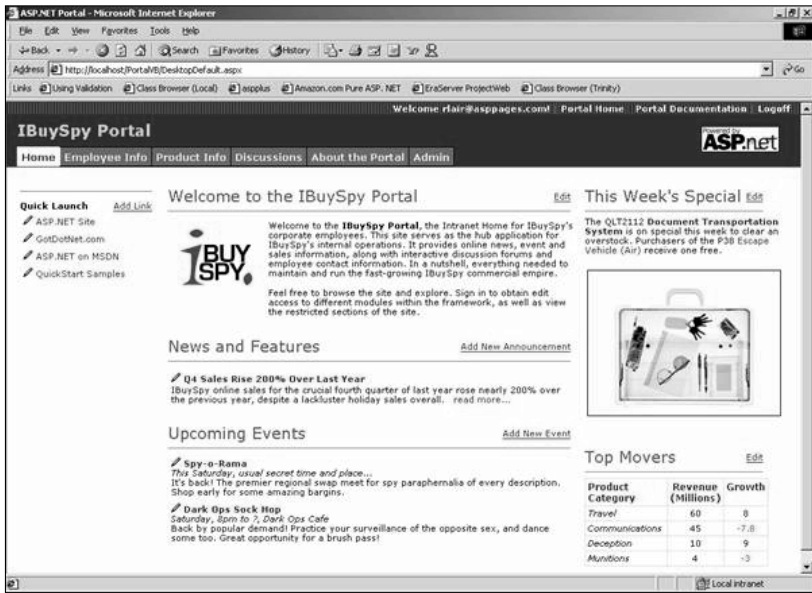 ASP.NET Portal - Microsoft Internet Explorer
File Edit View Favorites Tools Help
Back Search Favorites History
Address http://localhost/PortalVB/DesktopDefault.aspx Go
Links Using Validation Class Browser (Local) aspplus Amazon.com Pure ASP. NET EraServer ProjectWeb Class Browser (Trinity)
Welcome rlair@asppages.com! | Portal Home | Portal Documentation | Logoff
IBuySpy Portal
Powered by
ASP.net
Home Employee Info Product Info Discussions About the Portal Admin
Quick Launch Add Link
ASP.NET Site
GotDotNet.com
ASP.NET on MSDN
QuickStart Samples
Welcome to the IBuySpy Portal Edit
I BUY
SPY.
Welcome to the IBuySpy Portal, the Intranet Home for IBuySpy's
corporate employees. This site serves as the hub application for
IBuySpy's internal operations. It provides online news, event and
sales information, along with interactive discussion forums and
employee contact information. In a nutshell, everything needed to
maintain and run the fast-growing IBuySpy commercial empire.
Feel free to browse the site and explore. Sign in to obtain edit
access to different modules within the framework, as well as view
the restricted sections of the site.
News and Features Add New Announcement
Q4 Sales Rise 200% Over Last Year
IBuySpy online sales for the crucial fourth quarter of last year rose nearly 200% over
the previous year, despite a lackluster holiday sales overall. read more...
Upcoming Events Add New Event
Spy-o-Rama
This Saturday, usual secret time and place...
It's back! The premier regional swap meet for spy paraphernalia of every description.
Shop early for some amazing bargins.
Dark Ops Sock Hop
Saturday, 8pm to ?, Dark Ops Cafe
Back by popular demand! Practice your surveillance of the opposite sex, and dance
some too. Great opportunity for a brush pass!
This Week's Special Edit
The QLT2112 Document Transportation
System is on special this week to clear an
overstock. Purchasers of the P38 Escape
Vehicle (Air) receive one free.
Top Movers Edit
Product Category Revenue (Millions) Growth
Travel 60 8
Communications 45 -7.8
Deception 10 9
Munitions 4 -3
Local intranet